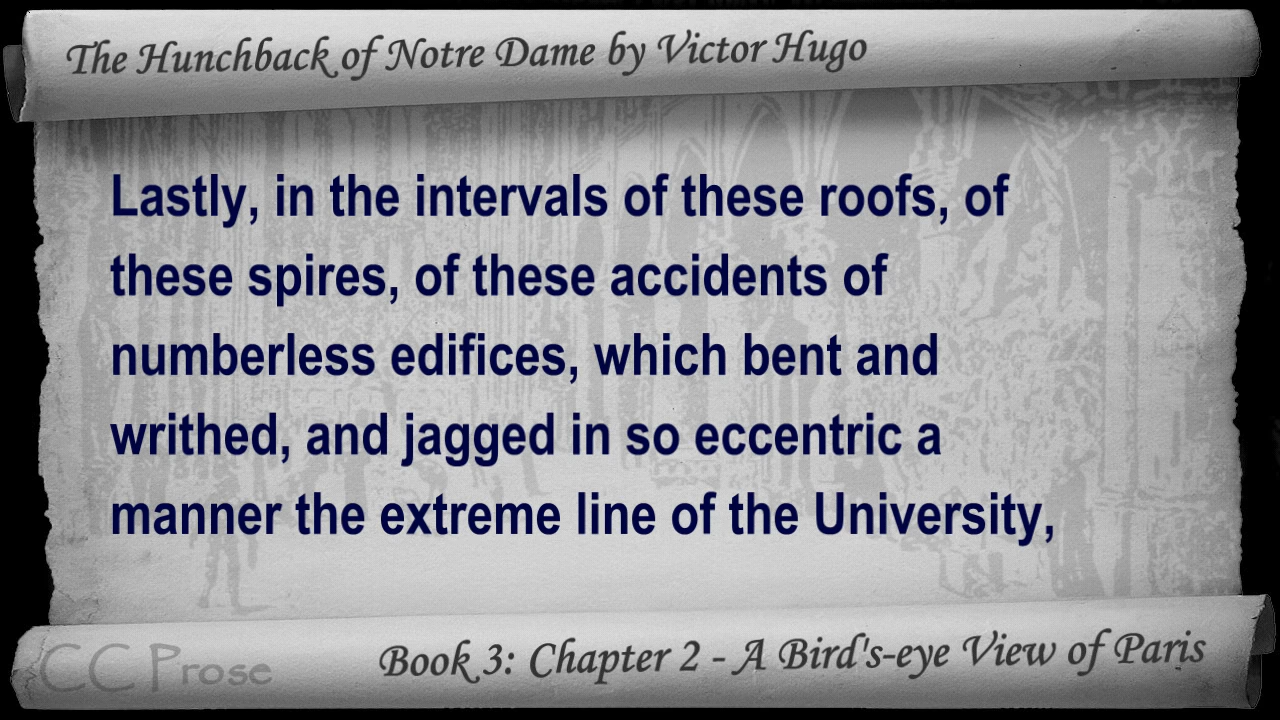 The Hunchback of Notre Dame by Victor Hugo
Lastly, in the intervals of these roofs, of
these spires, of these accidents of
numberless edifices, which bent and
writhed, and jagged in so eccentric a
manner the extreme line of the University,
CC Prose
Book 3: Chapter 2 - A Bird's-eye View of Paris